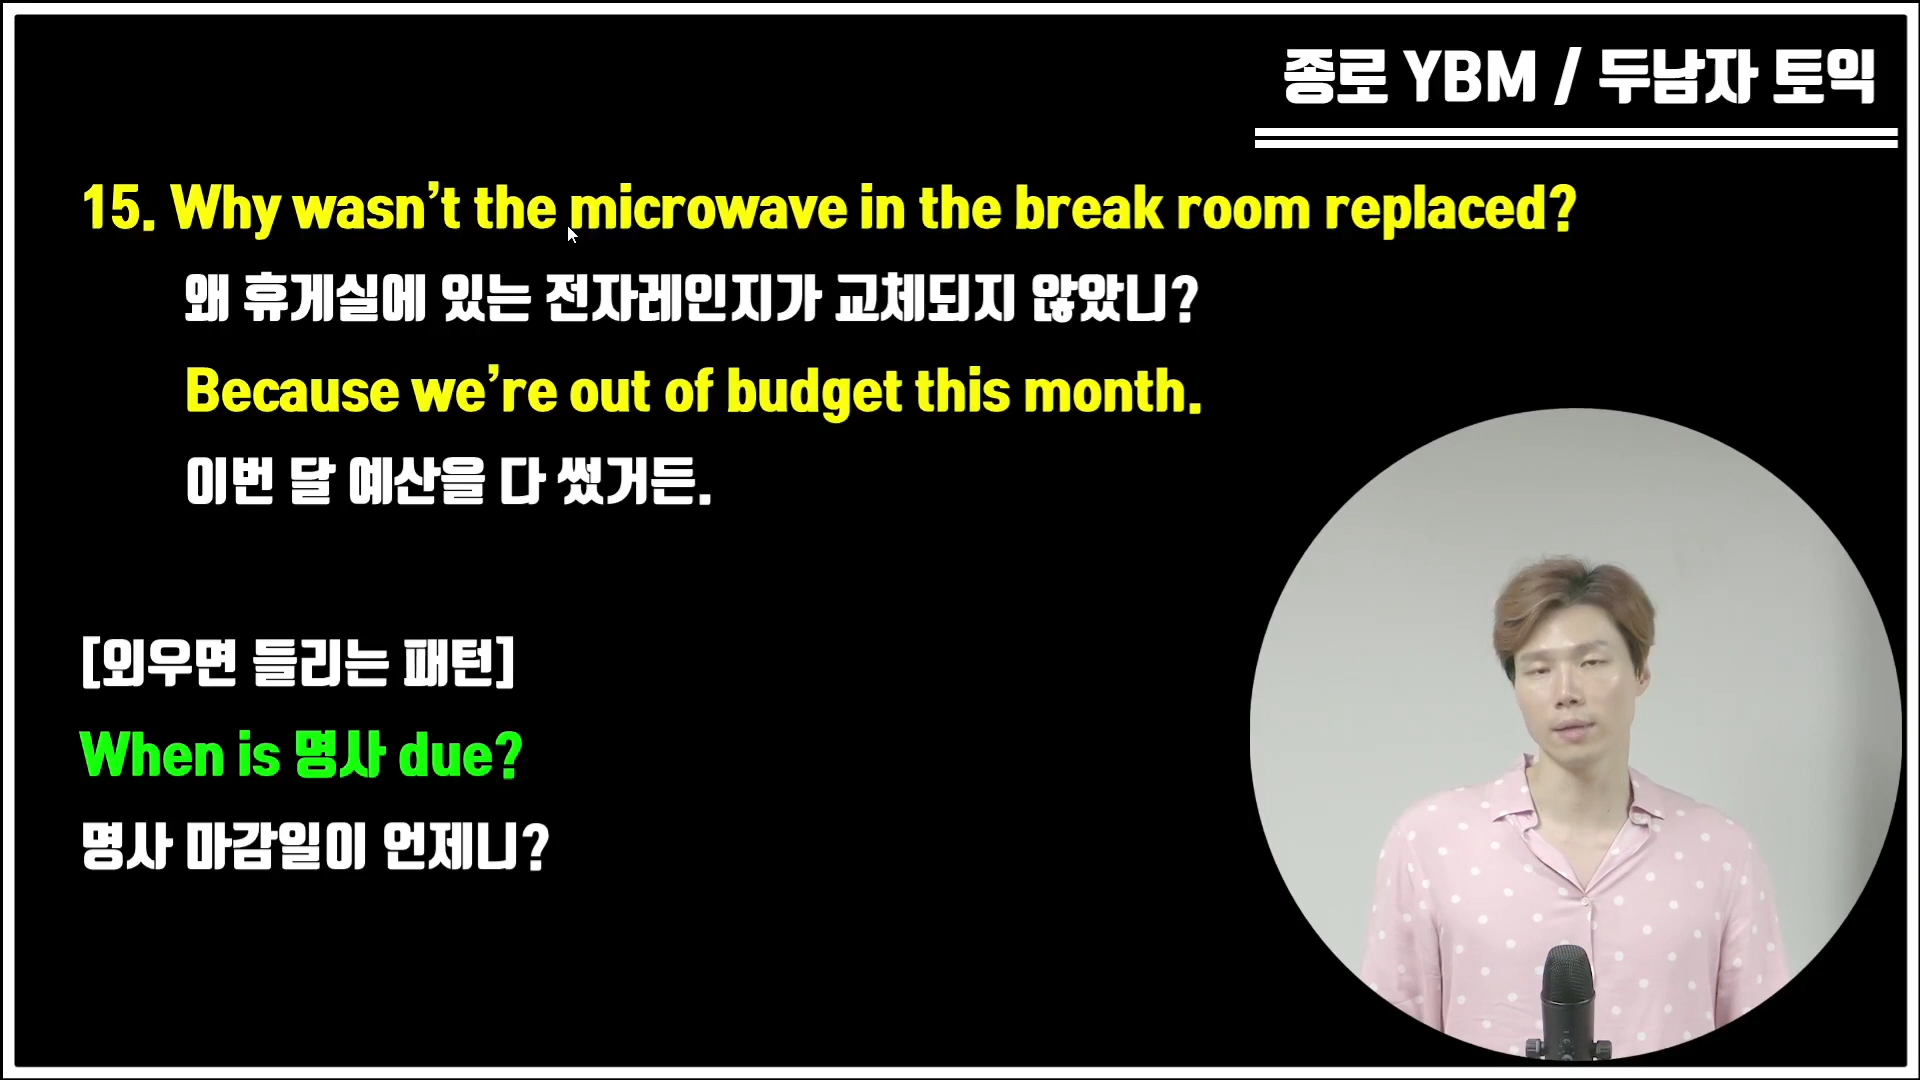 종로 YBM / 두남자 토익
15. Why wasn’t the microwave in the break room replaced?
왜 휴게실에 있는 전자레인지가 교체되지 않았니?
Because we’re out of budget this month.
이번 달 예산을 다 썼거든.
[외우면 들리는 패턴]
When is 명사 due?
명사 마감일이 언제니?